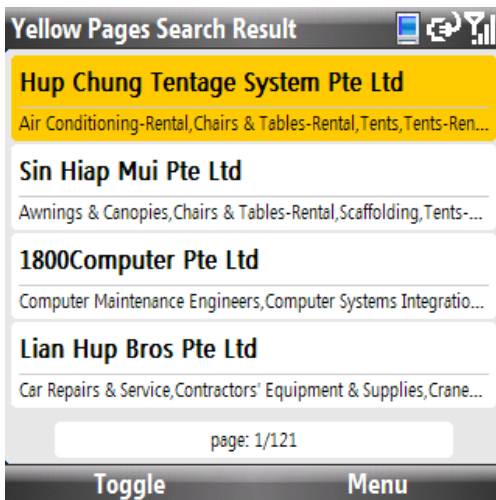 Yellow Pages Search Result
Hup Chung Tentage System Pte Ltd
Air Conditioning-Rental,Chairs & Tables-Rental,Tents,Tents-Ren...
Sin Hiap Mui Pte Ltd
Awnings & Canopies,Chairs & Tables-Rental,Scaffolding,Tents-...
1800Computer Pte Ltd
Computer Maintenance Engineers,Computer Systems Integratio...
Lian Hup Bros Pte Ltd
Car Repairs & Service,Contractors' Equipment & Supplies,Crane...
page: 1/121
Toggle Menu